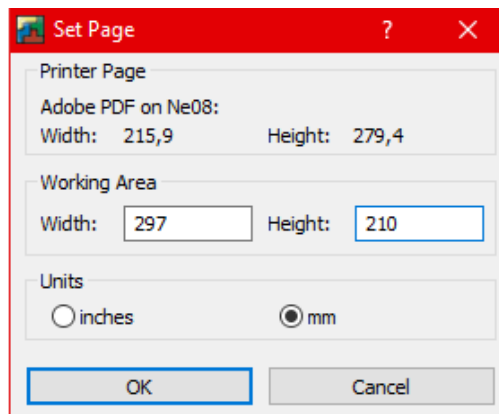 Set Page ?
Printer Page
Adobe PDF on Ne08:
Width: 215,9 Height: 279,4
Working Area
Width: 297 Height: 210
Units
inches mm
OK Cancel